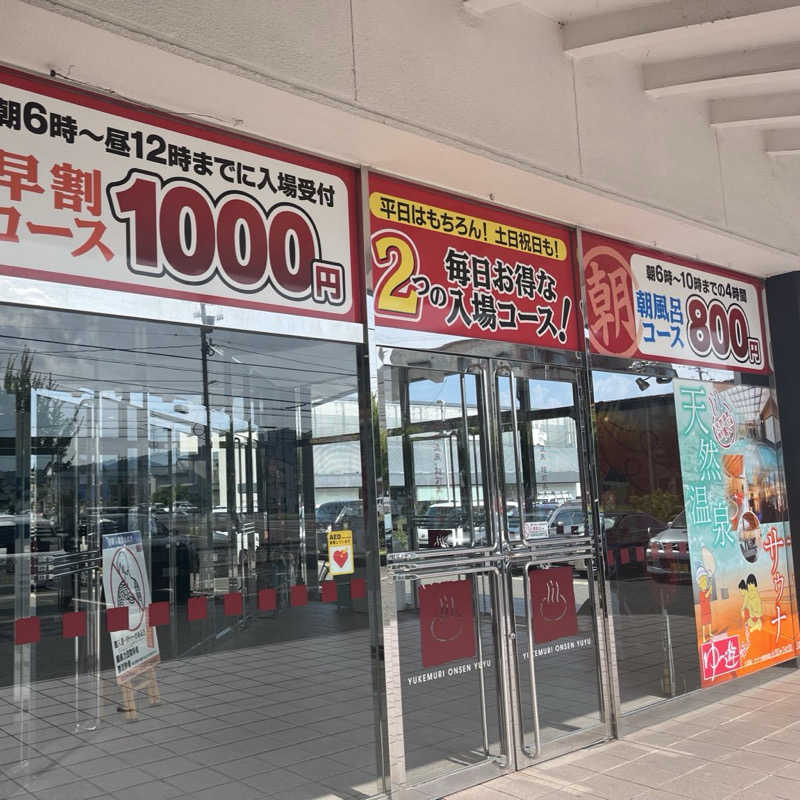 朝6時～昼12時までに入場受付
早割
コース
1000円
平日はもちろん！土日祝日も！
2つの
毎日お得な
入場コース！
朝
朝6時～10時までの4時間
朝風呂
コース
800円
天然温泉
サウナ
ゆ〜遊
AED
YUKEMURI ONSEN YUYU
YUKEMURI ONSEN YUYU